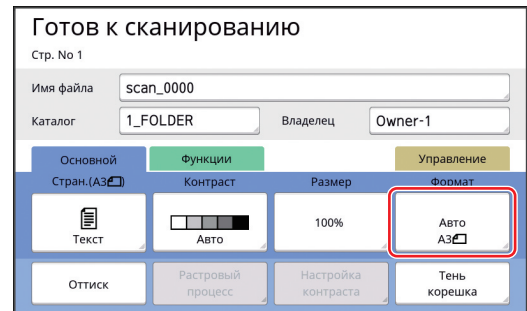 Готов к сканированию
Стр. No 1
Имя файла scan_0000
Каталог 1_FOLDER Владелец Owner-1
Основной Функции Управление
Стран.(A3) Контраст Размер Формат
Текст Авто 100% Авто
A3
Оттиск Растровый процесс Настройка контраста Тень корешка